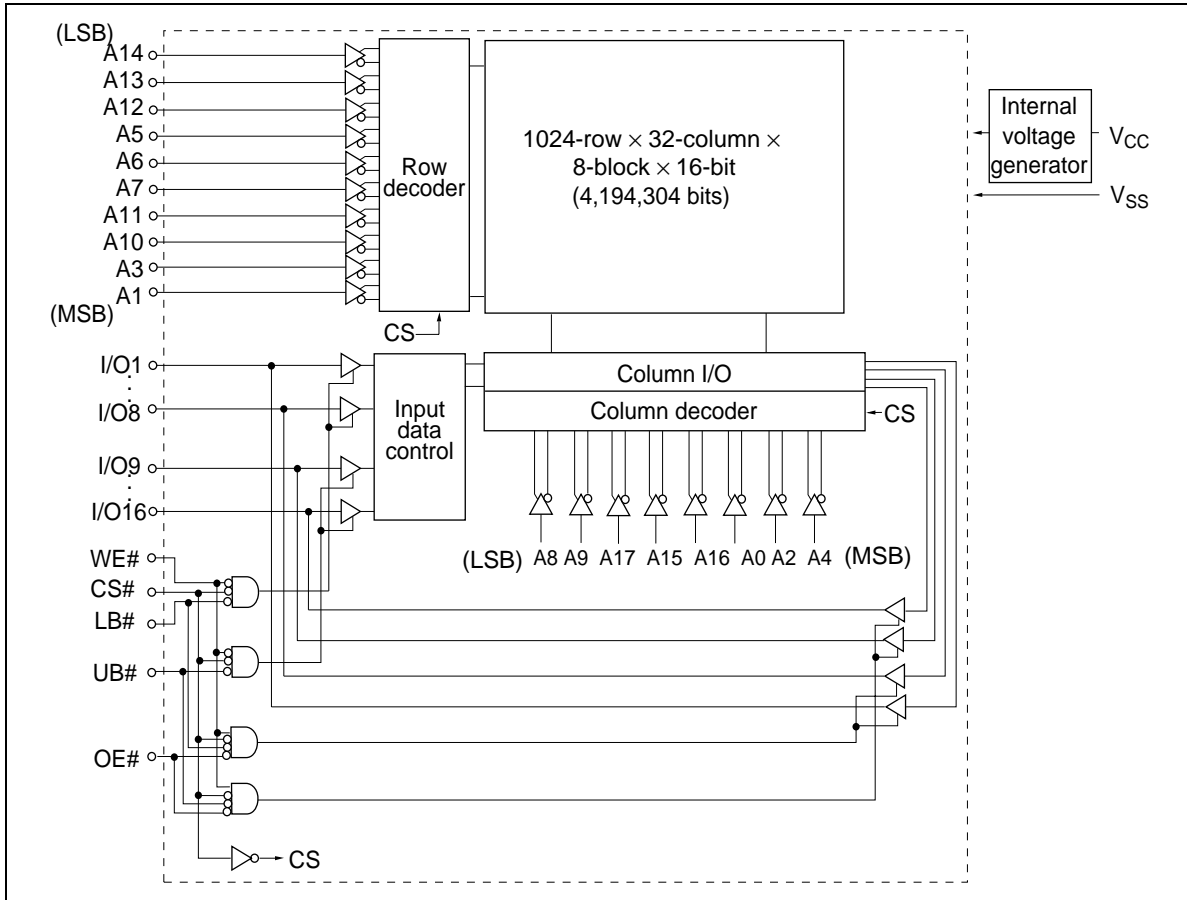 (LSB)
A14
A13
A12
A5
A6
A7
A11
A10
A3
A1
(MSB)
Row
decoder
CS
1024-row × 32-column ×
8-block × 16-bit
(4,194,304 bits)
Internal
voltage
generator
VCC
VSS
I/O1
I/O8
I/O9
I/O16
Input
data
control
Column I/O
Column decoder
CS
(LSB) A8 A9 A17 A15 A16 A0 A2 A4 (MSB)
WE#
CS#
LB#
UB#
OE#
CS